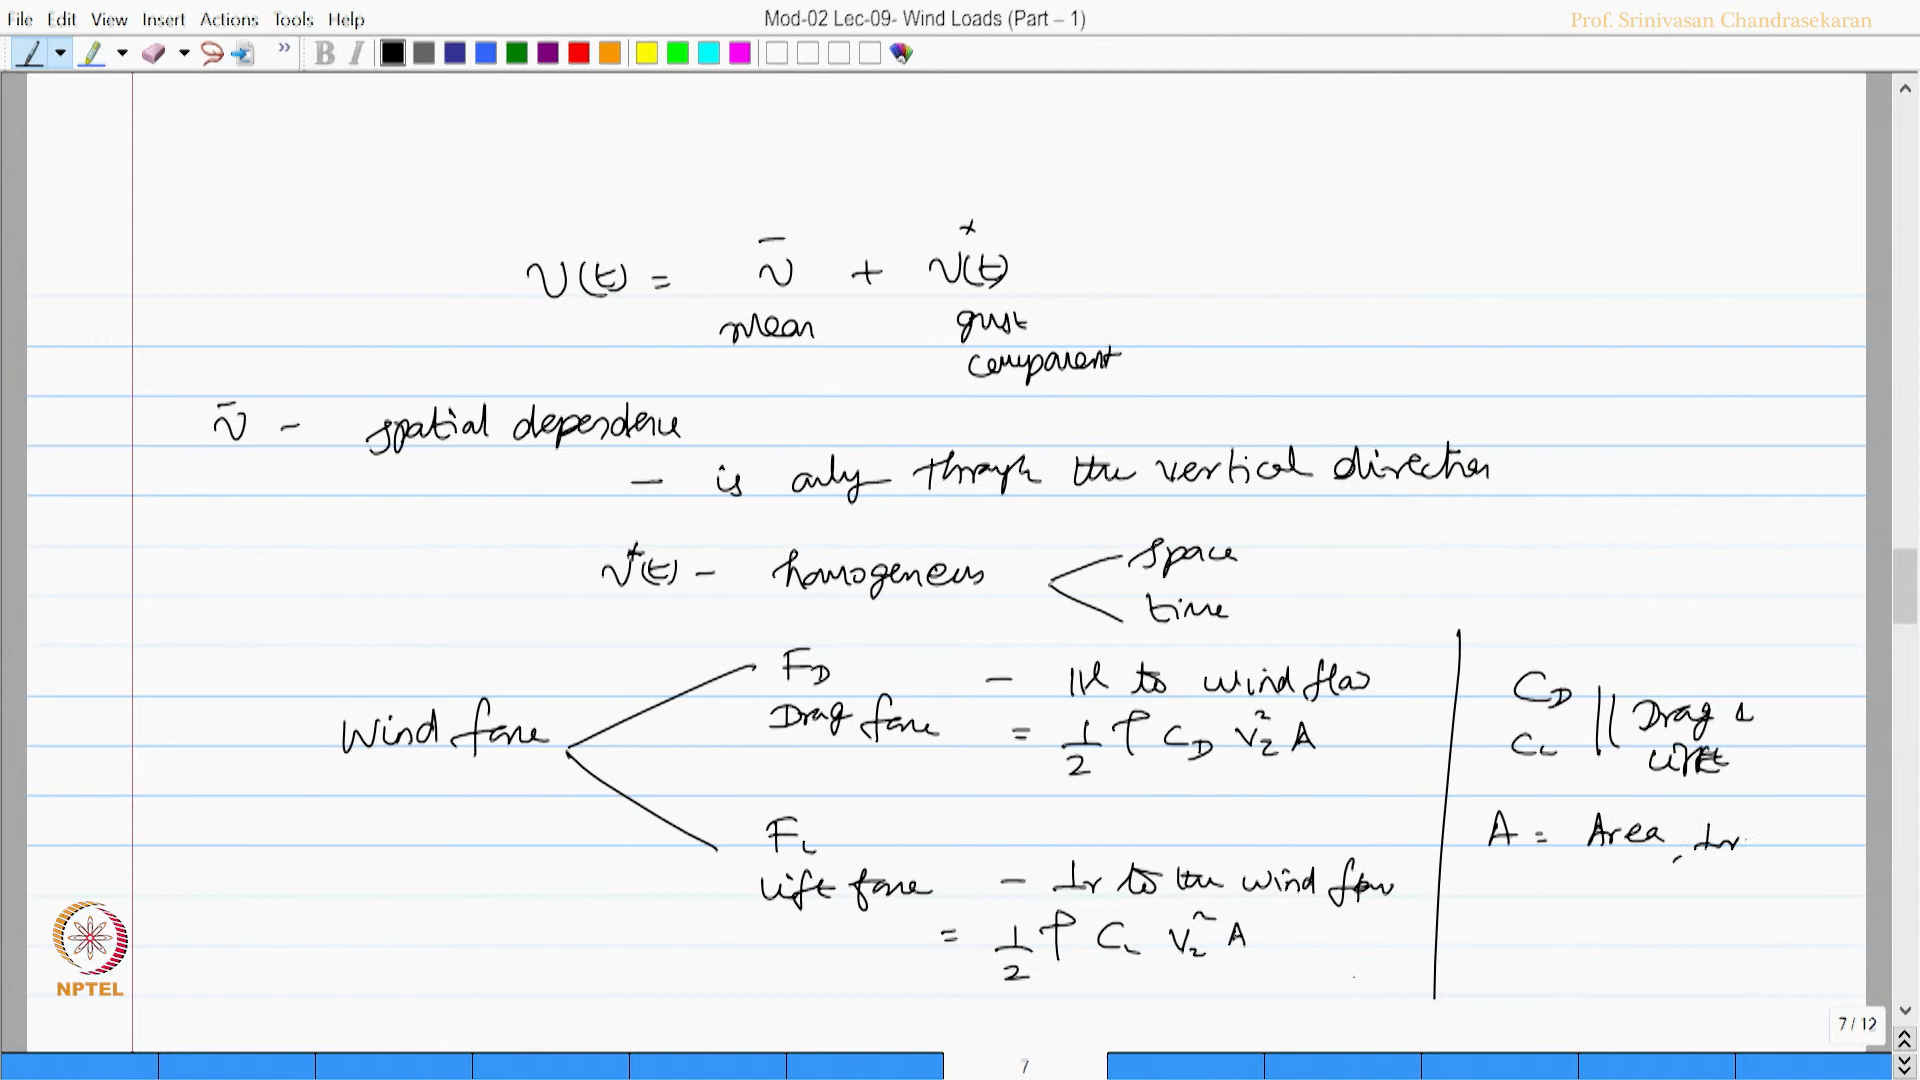 File Edit View Insert Actions Tools Help
Mod-02 Lec-09- Wind Loads (Part – 1)
Prof. Srinivasan Chandrasekaran
B I
v(t) = v̄ + v⁺(t)
mean gust
component
v̄ - spatial dependence
- is only through the vertical direction
v⁺(t) - homogeneous
space
time
Wind force
F_D - ||l to wind flow
Drag force = 1/2 ρ C_D V_z² A
F_L
Lift force - ⊥r to the wind flow
= 1/2 ρ C_L V_z² A
C_D
C_L
Drag &
Lift
A = Area, ⊥r
NPTEL
7 / 12
7